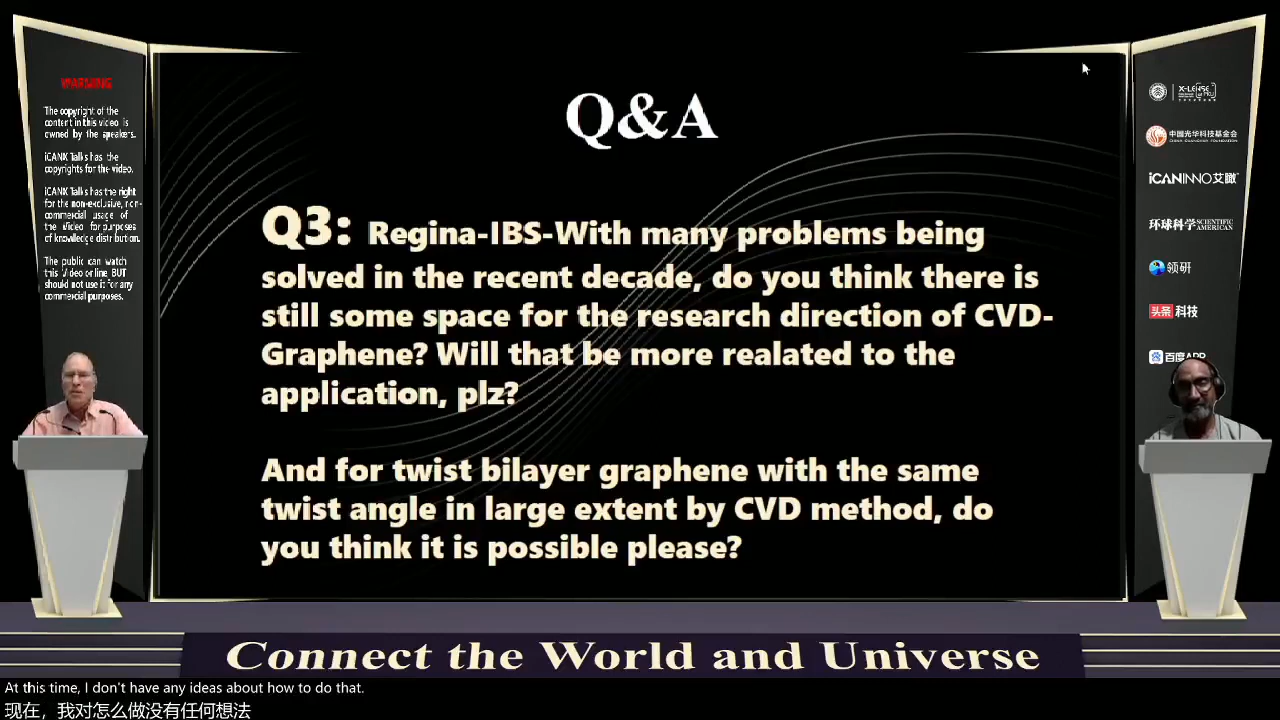 WARNING
The copyright of the
content in this video is
owned by the speakers.
iCANX Talks has the
copyrights for the video.
iCANX Talks has the right
for the non-exclusive, non-
commercial usage of
the Video for purposes
of knowledge distribution.
The public can watch
this Video online BUT
should not use it for any
commercial purposes.
Q&A
Q3: Regina-IBS-With many problems being
solved in the recent decade, do you think there is
still some space for the research direction of CVD-
Graphene? Will that be more realated to the
application, plz?
And for twist bilayer graphene with the same
twist angle in large extent by CVD method, do
you think it is possible please?
X-LENSE
中国光华科技基金会
CHINA GUANGHUA FOUNDATION
iCANINNO艾瞰
环球科学 SCIENTIFIC AMERICAN
领研
头条 科技
百度APP
Connect the World and Universe
At this time, I don't have any ideas about how to do that.
现在，我对怎么做没有任何想法